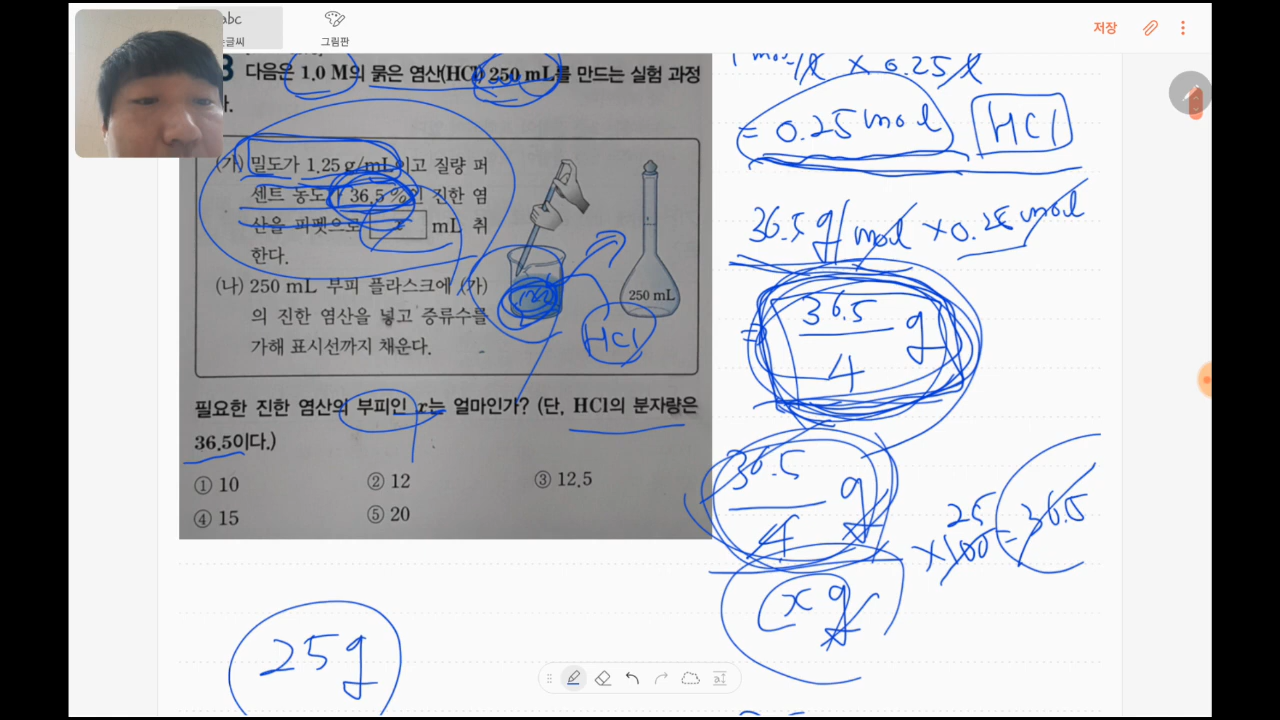 abc
그림판
저장
3 다음은 1.0 M의 묽은 염산(HCl) 250 mL를 만드는 실험 과정
다.
(가) 밀도가 1.25 g/mL이고 질량 퍼
센트 농도가 36.5%인 진한 염
산을 피펫으로 x mL 취
한다.
(나) 250 mL 부피 플라스크에 (가)
의 진한 염산을 넣고 증류수를
가해 표시선까지 채운다.
250 mL
HCl
필요한 진한 염산의 부피인 x는 얼마인가? (단, HCl의 분자량은
36.5이다.)
① 10
② 12
③ 12.5
④ 15
⑤ 20
25g
1 mol/l × 0.25 l
= 0.25 mol HCl
36.5 g/mol × 0.25 mol
= 36.5/4 g
36.5/4 g
x g
× 100 = 36.5
25